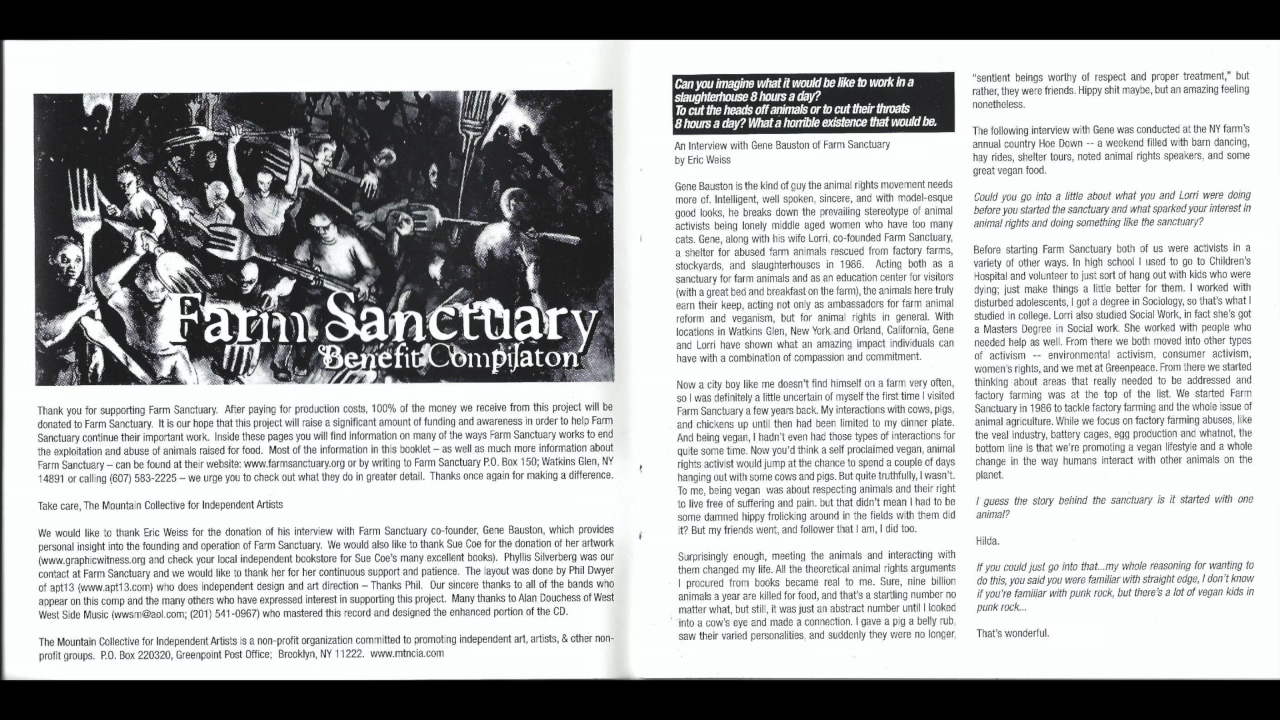 Farm Sanctuary
Benefit Compilaton
Thank you for supporting Farm Sanctuary. After paying for production costs, 100% of the money we receive from this project will be
donated to Farm Sanctuary. It is our hope that this project will raise a significant amount of funding and awareness in order to help Farm
Sanctuary continue their important work. Inside these pages you will find information on many of the ways Farm Sanctuary works to end
the exploitation and abuse of animals raised for food. Most of the information in this booklet – as well as much more information about
Farm Sanctuary – can be found at their website: www.farmsanctuary.org or by writing to Farm Sanctuary P.O. Box 150; Watkins Glen, NY
14891 or calling (607) 583-2225 – we urge you to check out what they do in greater detail. Thanks once again for making a difference.
Take care, The Mountain Collective for Independent Artists
We would like to thank Eric Weiss for the donation of his interview with Farm Sanctuary co-founder, Gene Bauston, which provides
personal insight into the founding and operation of Farm Sanctuary. We would also like to thank Sue Coe for the donation of her artwork
(www.graphicwitness.org and check your local independent bookstore for Sue Coe's many excellent books). Phyllis Silverberg was our
contact at Farm Sanctuary and we would like to thank her for her continuous support and patience. The layout was done by Phil Dwyer
of apt13 (www.apt13.com) who does independent design and art direction – Thanks Phil. Our sincere thanks to all of the bands who
appear on this comp and the many others who have expressed interest in supporting this project. Many thanks to Alan Douchess of West
West Side Music (wwsm@aol.com; (201) 541-0967) who mastered this record and designed the enhanced portion of the CD.
The Mountain Collective for Independent Artists is a non-profit organization committed to promoting independent art, artists, & other non-
profit groups. P.O. Box 220320, Greenpoint Post Office; Brooklyn, NY 11222. www.mtncia.com
Can you imagine what it would be like to work in a
slaughterhouse 8 hours a day?
To cut the heads off animals or to cut their throats
8 hours a day? What a horrible existence that would be.
An Interview with Gene Bauston of Farm Sanctuary
by Eric Weiss
Gene Bauston is the kind of guy the animal rights movement needs
more of. Intelligent, well spoken, sincere, and with model-esque
good looks, he breaks down the prevailing stereotype of animal
activists being lonely middle aged women who have too many
cats. Gene, along with his wife Lorri, co-founded Farm Sanctuary,
a shelter for abused farm animals rescued from factory farms,
stockyards, and slaughterhouses in 1986. Acting both as a
sanctuary for farm animals and as an education center for visitors
(with a great bed and breakfast on the farm), the animals here truly
earn their keep, acting not only as ambassadors for farm animal
reform and veganism, but for animal rights in general. With
locations in Watkins Glen, New York and Orland, California, Gene
and Lorri have shown what an amazing impact individuals can
have with a combination of compassion and commitment.
Now a city boy like me doesn't find himself on a farm very often,
so I was definitely a little uncertain of myself the first time I visited
Farm Sanctuary a few years back. My interactions with cows, pigs,
and chickens up until then had been limited to my dinner plate.
And being vegan, I hadn't even had those types of interactions for
quite some time. Now you'd think a self proclaimed vegan, animal
rights activist would jump at the chance to spend a couple of days
hanging out with some cows and pigs. But quite truthfully, I wasn't.
To me, being vegan was about respecting animals and their right
to live free of suffering and pain. but that didn't mean I had to be
some damned hippy frolicking around in the fields with them did
it? But my friends went, and follower that I am, I did too.
Surprisingly enough, meeting the animals and interacting with
them changed my life. All the theoretical animal rights arguments
I procured from books became real to me. Sure, nine billion
animals a year are killed for food, and that's a startling number no
matter what, but still, it was just an abstract number until I looked
into a cow's eye and made a connection. I gave a pig a belly rub,
saw their varied personalities, and suddenly they were no longer,
"sentient beings worthy of respect and proper treatment," but
rather, they were friends. Hippy shit maybe, but an amazing feeling
nonetheless.
The following interview with Gene was conducted at the NY farm's
annual country Hoe Down -- a weekend filled with barn dancing,
hay rides, shelter tours, noted animal rights speakers, and some
great vegan food.
Could you go into a little about what you and Lorri were doing
before you started the sanctuary and what sparked your interest in
animal rights and doing something like the sanctuary?
Before starting Farm Sanctuary both of us were activists in a
variety of other ways. In high school I used to go to Children's
Hospital and volunteer to just sort of hang out with kids who were
dying; just make things a little better for them. I worked with
disturbed adolescents, I got a degree in Sociology, so that's what I
studied in college. Lorri also studied Social Work, in fact she's got
a Masters Degree in Social work. She worked with people who
needed help as well. From there we both moved into other types
of activism -- environmental activism, consumer activism,
women's rights, and we met at Greenpeace. From there we started
thinking about areas that really needed to be addressed and
factory farming was at the top of the list. We started Farm
Sanctuary in 1986 to tackle factory farming and the whole issue of
animal agriculture. While we focus on factory farming abuses, like
the veal industry, battery cages, egg production and whatnot, the
bottom line is that we're promoting a vegan lifestyle and a whole
change in the way humans interact with other animals on the
planet.
I guess the story behind the sanctuary is it started with one
animal?
Hilda.
If you could just go into that...my whole reasoning for wanting to
do this, you said you were familiar with straight edge, I don't know
if you're familiar with punk rock, but there's a lot of vegan kids in
punk rock...
That's wonderful.